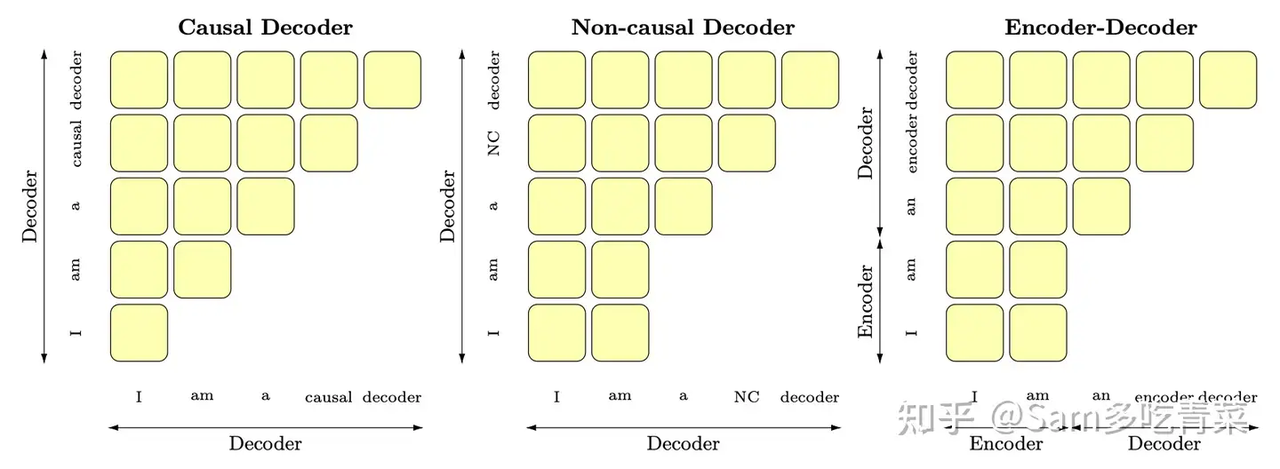 Causal Decoder
decoder
causal
a
am
I
Decoder
I am a causal decoder
Decoder
Non-causal Decoder
decoder
NC
a
am
I
Decoder
I am a NC decoder
Decoder
Encoder-Decoder
decoder
encoder
an
am
I
Decoder
Encoder
I am an encoder decoder
Encoder Decoder
知乎 @Sam多吃青菜